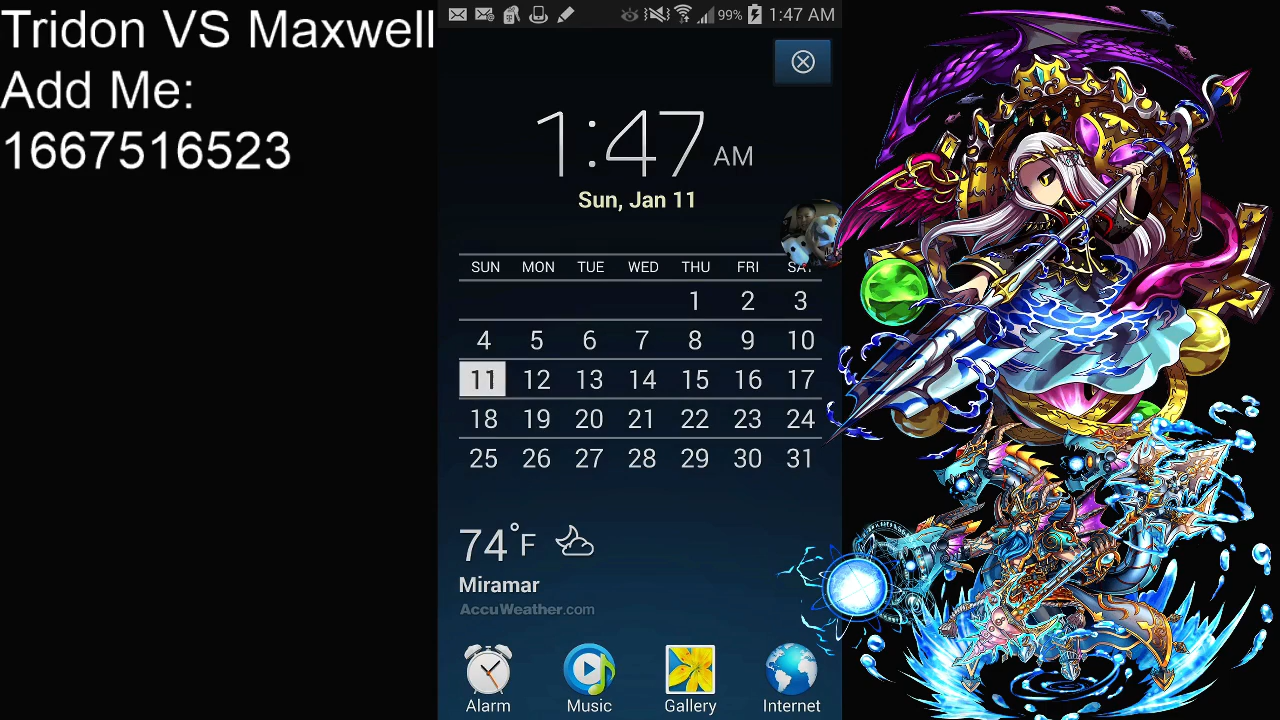 Tridon VS Maxwell
Add Me:
1667516523
99% 1:47 AM
1:47 AM
Sun, Jan 11
SUN MON TUE WED THU FRI SAT
1 2 3
4 5 6 7 8 9 10
11 12 13 14 15 16 17
18 19 20 21 22 23 24
25 26 27 28 29 30 31
74°F
Miramar
AccuWeather.com
Alarm Music Gallery Internet